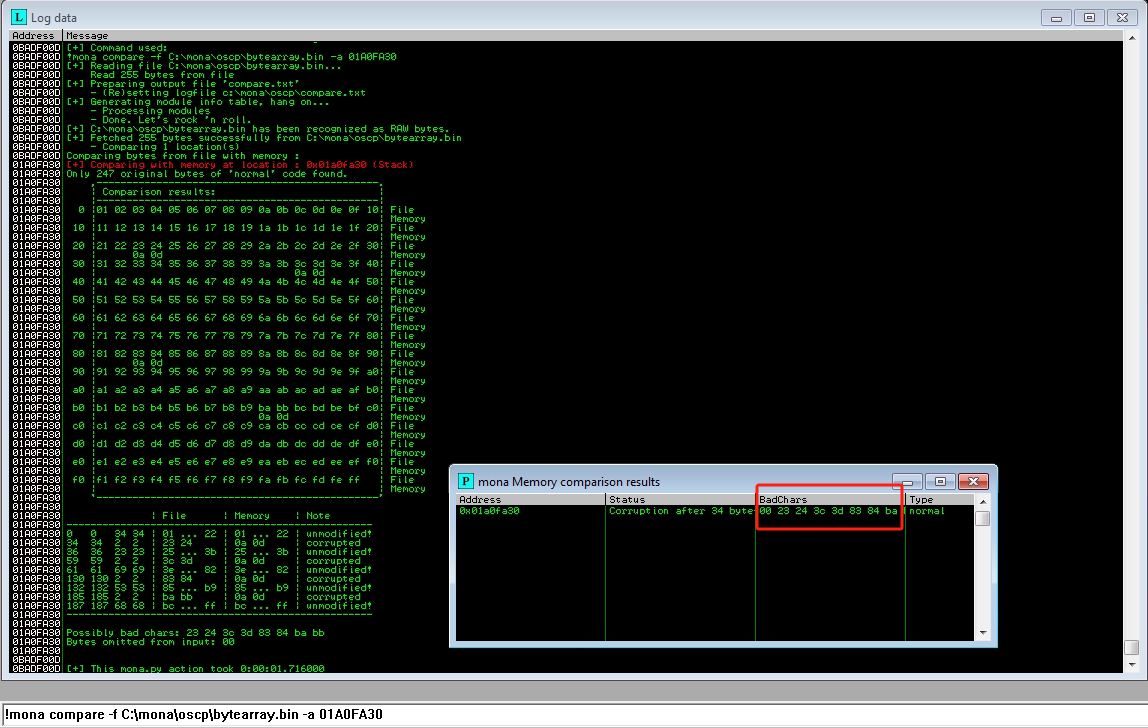 L Log data
Address Message
0BADF00D [+] Command used:
0BADF00D !mona compare -f C:\mona\oscp\bytearray.bin -a 01A0FA30
0BADF00D [+] Reading file C:\mona\oscp\bytearray.bin...
0BADF00D Read 255 bytes from file
0BADF00D [+] Preparing output file 'compare.txt'
0BADF00D - (Re)setting logfile c:\mona\oscp\compare.txt
0BADF00D [+] Generating module info table, hang on...
0BADF00D - Processing modules
0BADF00D - Done. Let's rock 'n roll.
0BADF00D [+] C:\mona\oscp\bytearray.bin has been recognized as RAW bytes.
0BADF00D [+] Fetched 255 bytes successfully from C:\mona\oscp\bytearray.bin
0BADF00D - Comparing 1 location(s)
0BADF00D Comparing bytes from file with memory :
01A0FA30 [+] Comparing with memory at location : 0x01a0fa30 (Stack)
01A0FA30 Only 247 original bytes of 'normal' code found.
01A0FA30 ,-----------------------------------------------.
01A0FA30 | Comparison results: |
01A0FA30 |-----------------------------------------------|
01A0FA30 0 |01 02 03 04 05 06 07 08 09 0a 0b 0c 0d 0e 0f 10| File
01A0FA30 | | Memory
01A0FA30 10 |11 12 13 14 15 16 17 18 19 1a 1b 1c 1d 1e 1f 20| File
01A0FA30 | | Memory
01A0FA30 20 |21 22 23 24 25 26 27 28 29 2a 2b 2c 2d 2e 2f 30| File
01A0FA30 | 0a 0d | Memory
01A0FA30 30 |31 32 33 34 35 36 37 38 39 3a 3b 3c 3d 3e 3f 40| File
01A0FA30 | 0a 0d | Memory
01A0FA30 40 |41 42 43 44 45 46 47 48 49 4a 4b 4c 4d 4e 4f 50| File
01A0FA30 | | Memory
01A0FA30 50 |51 52 53 54 55 56 57 58 59 5a 5b 5c 5d 5e 5f 60| File
01A0FA30 | | Memory
01A0FA30 60 |61 62 63 64 65 66 67 68 69 6a 6b 6c 6d 6e 6f 70| File
01A0FA30 | | Memory
01A0FA30 70 |71 72 73 74 75 76 77 78 79 7a 7b 7c 7d 7e 7f 80| File
01A0FA30 | | Memory
01A0FA30 80 |81 82 83 84 85 86 87 88 89 8a 8b 8c 8d 8e 8f 90| File
01A0FA30 | 0a 0d | Memory
01A0FA30 90 |91 92 93 94 95 96 97 98 99 9a 9b 9c 9d 9e 9f a0| File
01A0FA30 | | Memory
01A0FA30 a0 |a1 a2 a3 a4 a5 a6 a7 a8 a9 aa ab ac ad ae af b0| File
01A0FA30 | | Memory
01A0FA30 b0 |b1 b2 b3 b4 b5 b6 b7 b8 b9 ba bb bc bd be bf c0| File
01A0FA30 | 0a 0d | Memory
01A0FA30 c0 |c1 c2 c3 c4 c5 c6 c7 c8 c9 ca cb cc cd ce cf d0| File
01A0FA30 | | Memory
01A0FA30 d0 |d1 d2 d3 d4 d5 d6 d7 d8 d9 da db dc dd de df e0| File
01A0FA30 | | Memory
01A0FA30 e0 |e1 e2 e3 e4 e5 e6 e7 e8 e9 ea eb ec ed ee ef f0| File
01A0FA30 | | Memory
01A0FA30 f0 |f1 f2 f3 f4 f5 f6 f7 f8 f9 fa fb fc fd fe ff | File
01A0FA30 | | Memory
01A0FA30 `-----------------------------------------------'
01A0FA30
01A0FA30 | File | Memory | Note
01A0FA30 ---------------------------------------------------
01A0FA30 0 0 34 34 | 01 ... 22 | 01 ... 22 | unmodified!
01A0FA30 34 34 2 2 | 23 24 | 0a 0d | corrupted
01A0FA30 36 36 23 23 | 25 ... 3b | 25 ... 3b | unmodified!
01A0FA30 59 59 2 2 | 3c 3d | 0a 0d | corrupted
01A0FA30 61 61 69 69 | 3e ... 82 | 3e ... 82 | unmodified!
01A0FA30 130 130 2 2 | 83 84 | 0a 0d | corrupted
01A0FA30 132 132 53 53 | 85 ... b9 | 85 ... b9 | unmodified!
01A0FA30 185 185 2 2 | ba bb | 0a 0d | corrupted
01A0FA30 187 187 68 68 | bc ... ff | bc ... ff | unmodified!
01A0FA30 ---------------------------------------------------
01A0FA30
01A0FA30 Possibly bad chars: 23 24 3c 3d 83 84 ba bb
01A0FA30 Bytes omitted from input: 00
01A0FA30
0BADF00D
0BADF00D [+] This mona.py action took 0:00:01.716000
P mona Memory comparison results
Address Status BadChars Type
0x01a0fa30 Corruption after 34 byte 00 23 24 3c 3d 83 84 ba normal
!mona compare -f C:\mona\oscp\bytearray.bin -a 01A0FA30